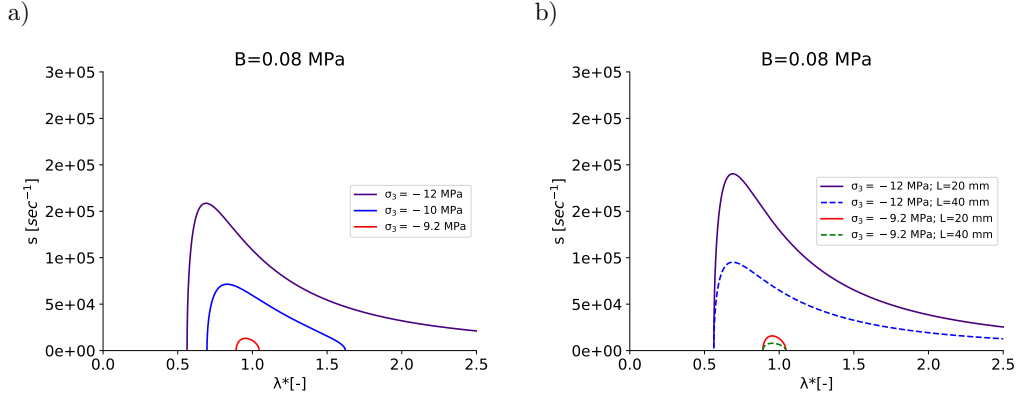 a)
B=0.08 MPa
3e+05
2e+05
2e+05
2e+05
1e+05
5e+04
0e+00
s [sec⁻¹]
σ₃ = −12 MPa
σ₃ = −10 MPa
σ₃ = −9.2 MPa
0.0 0.5 1.0 1.5 2.0 2.5
λ*[-]
b)
B=0.08 MPa
3e+05
2e+05
2e+05
2e+05
1e+05
5e+04
0e+00
s [sec⁻¹]
σ₃ = −12 MPa; L=20 mm
σ₃ = −12 MPa; L=40 mm
σ₃ = −9.2 MPa; L=20 mm
σ₃ = −9.2 MPa; L=40 mm
0.0 0.5 1.0 1.5 2.0 2.5
λ*[-]